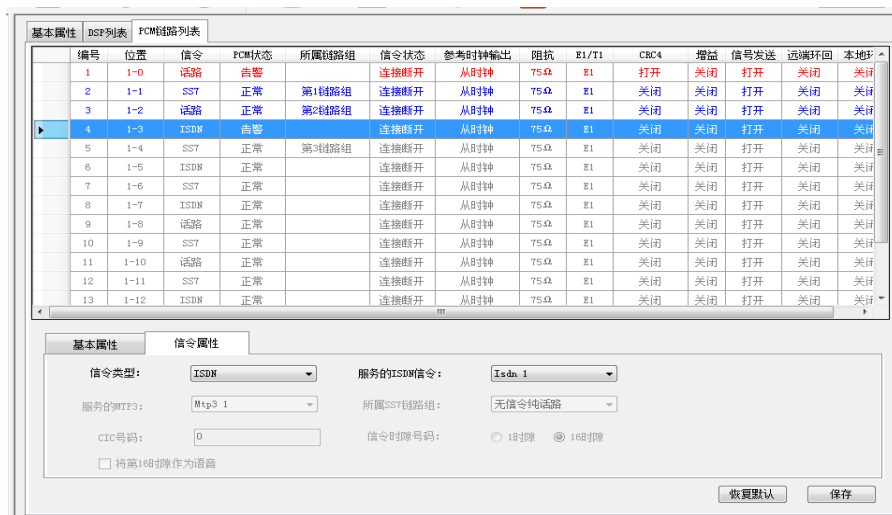 基本属性 DSP列表 PCM链路列表
编号 位置 信令 PCM状态 所属链路组 信令状态 参考时钟输出 阻抗 E1/T1 CRC4 增益 信号发送 远端环回 本地环
1 1-0 话路 告警 连接断开 从时钟 75Ω E1 打开 关闭 打开 关闭 关闭
2 1-1 SS7 正常 第1链路组 连接断开 从时钟 75Ω E1 关闭 关闭 打开 关闭 关闭
3 1-2 话路 正常 第2链路组 连接断开 从时钟 75Ω E1 关闭 关闭 打开 关闭 关闭
4 1-3 ISDN 告警 连接断开 从时钟 75Ω E1 关闭 关闭 打开 关闭 关闭
5 1-4 SS7 正常 第3链路组 连接断开 从时钟 75Ω E1 关闭 关闭 打开 关闭 关闭
6 1-5 ISDN 正常 连接断开 从时钟 75Ω E1 关闭 关闭 打开 关闭 关闭
7 1-6 SS7 正常 连接断开 从时钟 75Ω E1 关闭 关闭 打开 关闭 关闭
8 1-7 ISDN 正常 连接断开 从时钟 75Ω E1 关闭 关闭 打开 关闭 关闭
9 1-8 话路 正常 连接断开 从时钟 75Ω E1 关闭 关闭 打开 关闭 关闭
10 1-9 SS7 正常 连接断开 从时钟 75Ω E1 关闭 关闭 打开 关闭 关闭
11 1-10 话路 正常 连接断开 从时钟 75Ω E1 关闭 关闭 打开 关闭 关闭
12 1-11 SS7 正常 连接断开 从时钟 75Ω E1 关闭 关闭 打开 关闭 关闭
13 1-12 ISDN 正常 连接断开 从时钟 75Ω E1 关闭 关闭 打开 关闭 关闭
基本属性 信令属性
信令类型: ISDN 服务的ISDN信令: Isdn 1
服务的MTP3: Mtp3 1 所属SS7链路组: 无信令纯话路
CIC号码: 0 信令时隙号码: 1时隙 16时隙
将第16时隙作为语音
恢复默认 保存